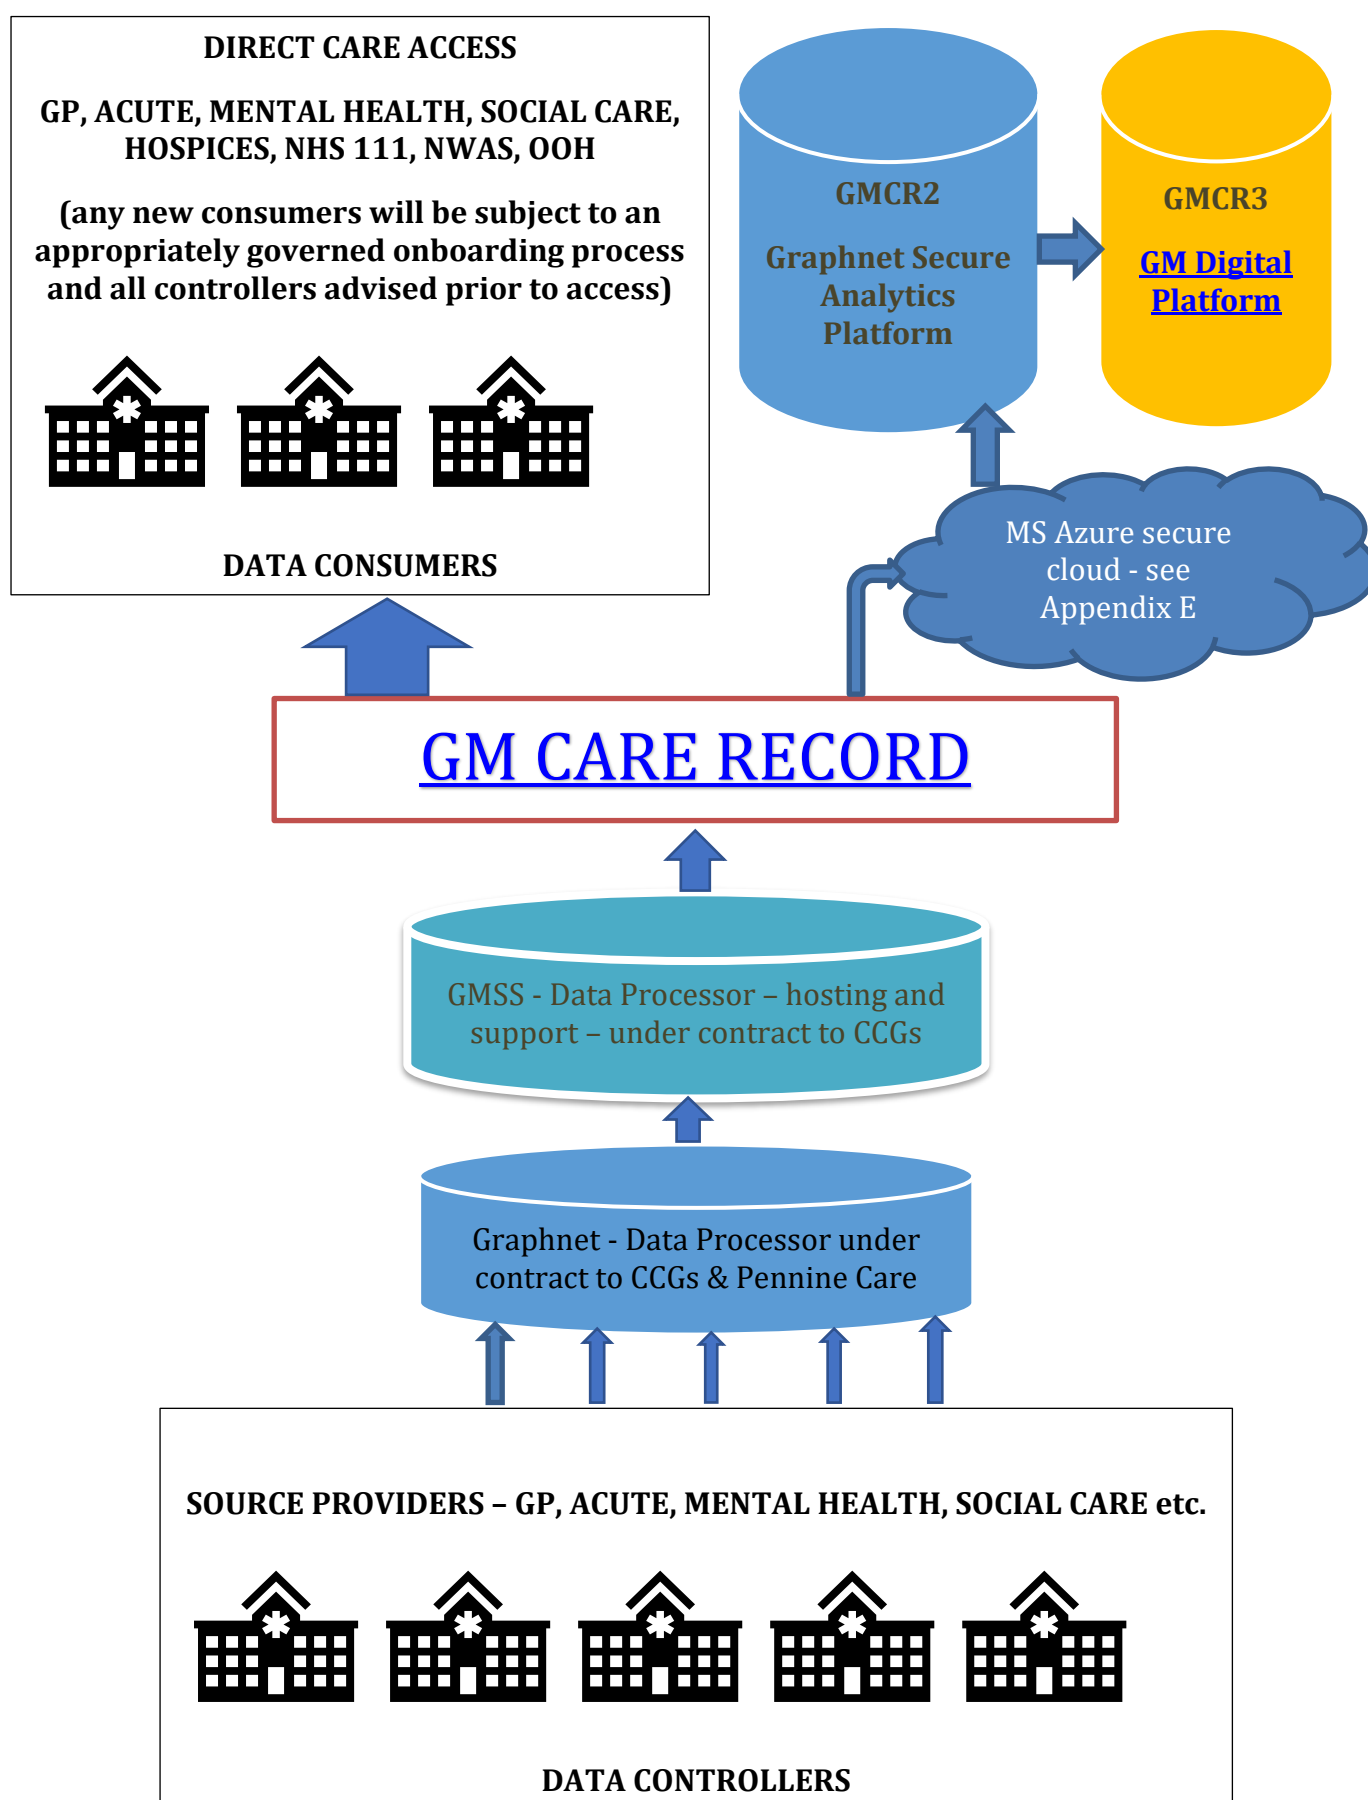 DIRECT CARE ACCESS
GP, ACUTE, MENTAL HEALTH, SOCIAL CARE,
HOSPICES, NHS 111, NWAS, OOH
(any new consumers will be subject to an
appropriately governed onboarding process
and all controllers advised prior to access)
DATA CONSUMERS
GMCR2
Graphnet Secure
Analytics
Platform
GMCR3
GM Digital
Platform
MS Azure secure
cloud - see
Appendix E
GM CARE RECORD
GMSS - Data Processor – hosting and
support – under contract to CCGs
Graphnet - Data Processor under
contract to CCGs & Pennine Care
SOURCE PROVIDERS – GP, ACUTE, MENTAL HEALTH, SOCIAL CARE etc.
DATA CONTROLLERS